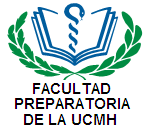 FACULTAD
PREPARATORIA
DE LA UCMH